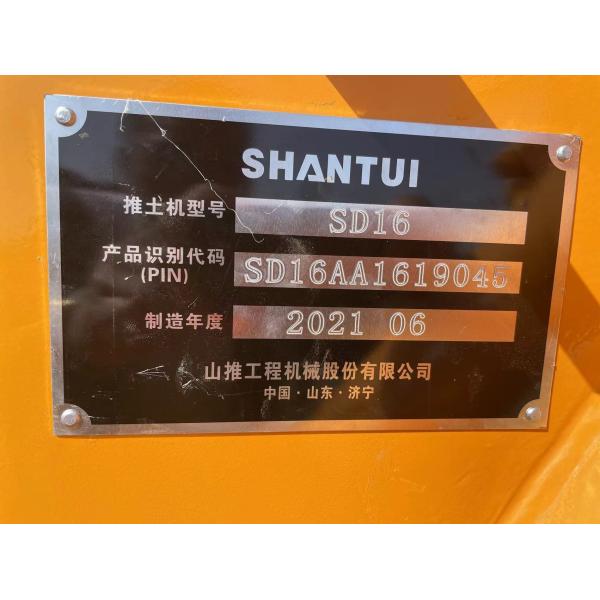 SHANTUI
推土机型号 SD16
产品识别代码 (PIN) SD16AA1619045
制造年度 2021 06
山推工程机械股份有限公司
中国·山东·济宁